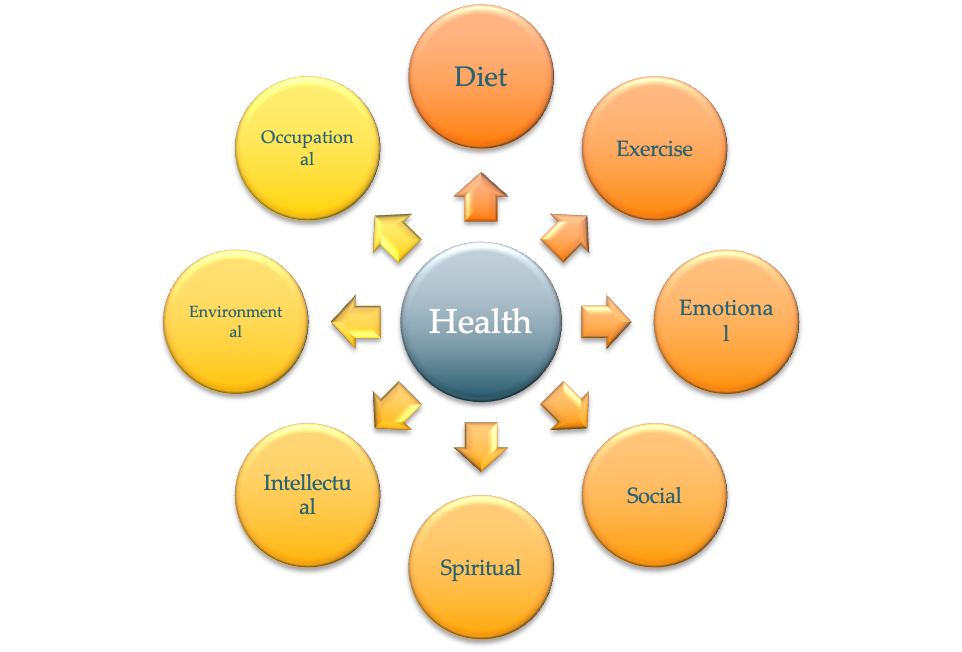 Diet
Exercise
Emotiona
l
Social
Spiritual
Intellectu
al
Environment
al
Occupation
al
Health